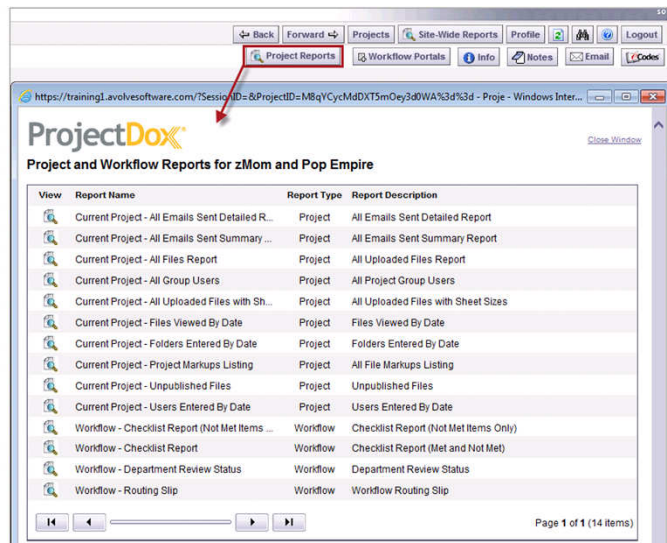 Back Forward Projects Site-Wide Reports Profile Logout
Project Reports Workflow Portals Info Notes Email Codes
https://training1.avolvesoftware.com/?SessionID=&ProjectID=M8qYCycMdDXT5mOey3d0WA%3d%3d - Proje - Windows Inter...
ProjectDox
Close Window
Project and Workflow Reports for zMom and Pop Empire
View Report Name Report Type Report Description
Current Project - All Emails Sent Detailed R... Project All Emails Sent Detailed Report
Current Project - All Emails Sent Summary ... Project All Emails Sent Summary Report
Current Project - All Files Report Project All Uploaded Files Report
Current Project - All Group Users Project All Project Group Users
Current Project - All Uploaded Files with Sh... Project All Uploaded Files with Sheet Sizes
Current Project - Files Viewed By Date Project Files Viewed By Date
Current Project - Folders Entered By Date Project Folders Entered By Date
Current Project - Project Markups Listing Project All File Markups Listing
Current Project - Unpublished Files Project Unpublished Files
Current Project - Users Entered By Date Project Users Entered By Date
Workflow - Checklist Report (Not Met Items ... Workflow Checklist Report (Not Met Items Only)
Workflow - Checklist Report Workflow Checklist Report (Met and Not Met)
Workflow - Department Review Status Workflow Department Review Status
Workflow - Routing Slip Workflow Workflow Routing Slip
Page 1 of 1 (14 items)